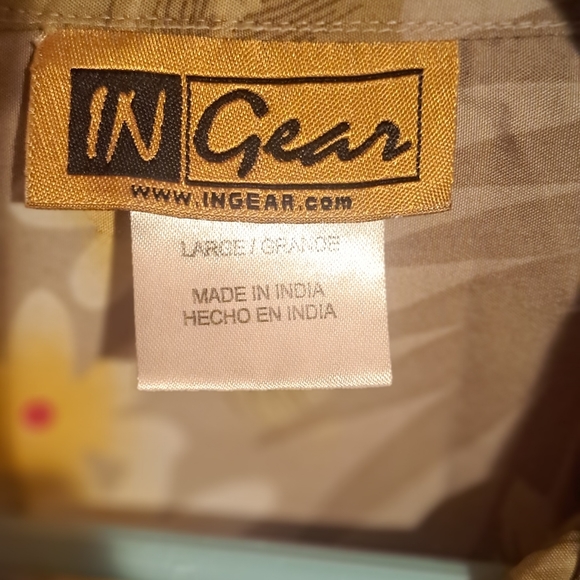 IN Gear
www.INGEAR.com
LARGE / GRANDE
MADE IN INDIA
HECHO EN INDIA